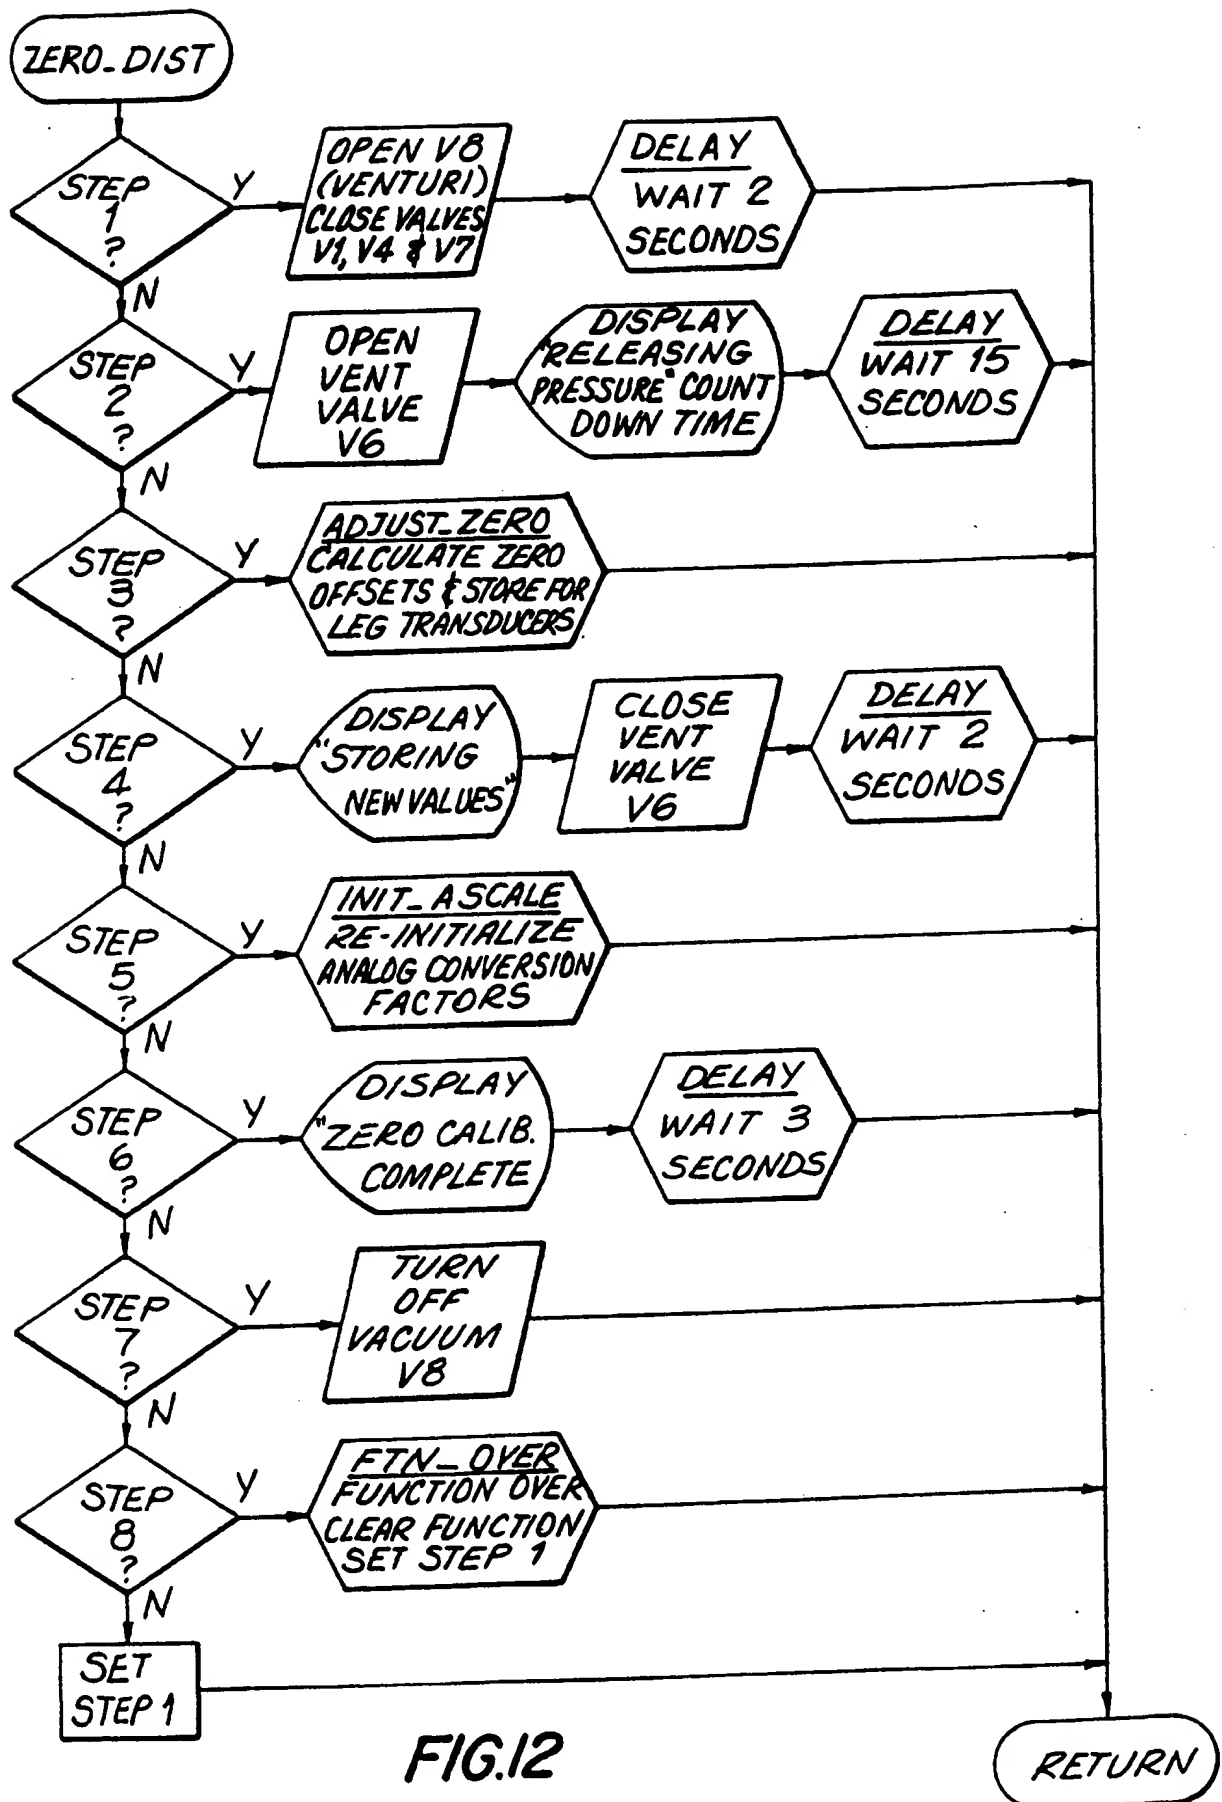 ZERO_DIST
STEP
1
?
Y
OPEN V8
(VENTURI)
CLOSE VALVES
V1, V4 & V7
DELAY
WAIT 2
SECONDS
N
STEP
2
?
Y
OPEN
VENT
VALVE
V6
DISPLAY
"RELEASING
PRESSURE" COUNT
DOWN TIME
DELAY
WAIT 15
SECONDS
N
STEP
3
?
Y
ADJUST_ZERO
CALCULATE ZERO
OFFSETS & STORE FOR
LEG TRANSDUCERS
N
STEP
4
?
Y
DISPLAY
"STORING
NEW VALUES"
CLOSE
VENT
VALVE
V6
DELAY
WAIT 2
SECONDS
N
STEP
5
?
Y
INIT_ASCALE
RE-INITIALIZE
ANALOG CONVERSION
FACTORS
N
STEP
6
?
Y
DISPLAY
"ZERO CALIB.
COMPLETE
DELAY
WAIT 3
SECONDS
N
STEP
7
?
Y
TURN
OFF
VACUUM
V8
N
STEP
8
?
Y
FTN_OVER
FUNCTION OVER
CLEAR FUNCTION
SET STEP 1
N
SET
STEP 1
RETURN
FIG.12